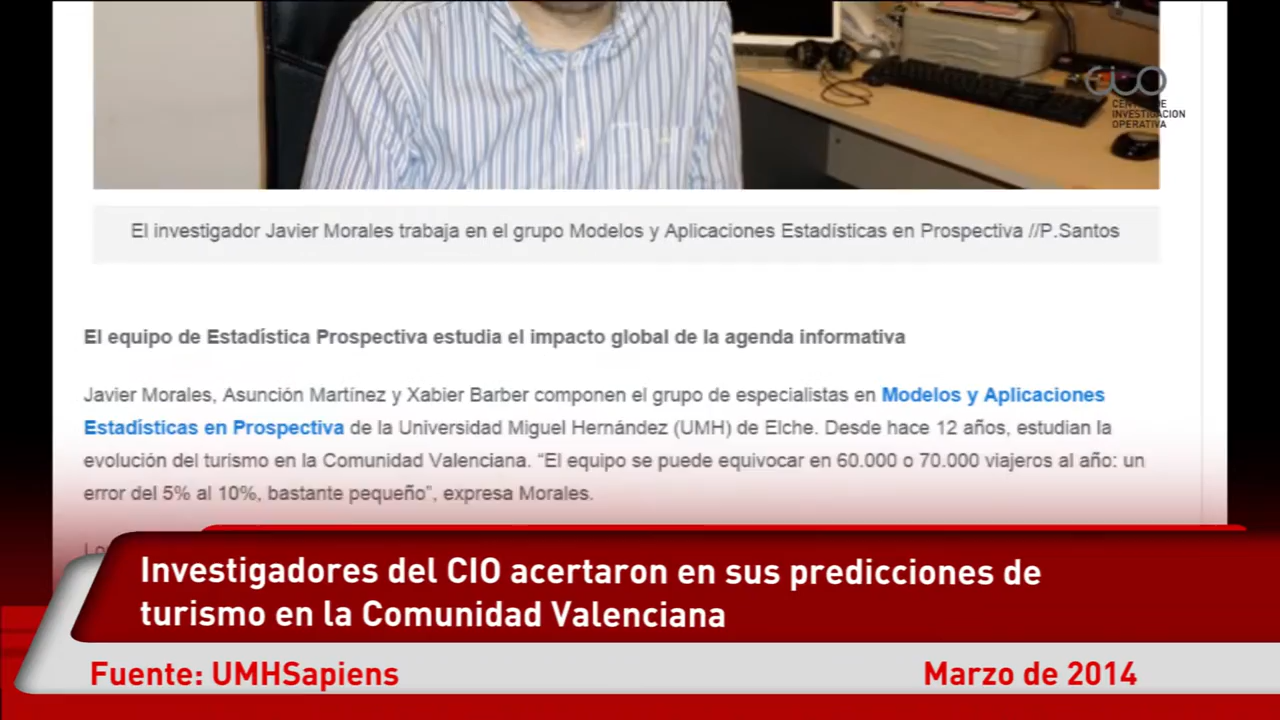 CIO
CENTRO DE
INVESTIGACION
OPERATIVA
El investigador Javier Morales trabaja en el grupo Modelos y Aplicaciones Estadísticas en Prospectiva //P.Santos
El equipo de Estadística Prospectiva estudia el impacto global de la agenda informativa
Javier Morales, Asunción Martínez y Xabier Barber componen el grupo de especialistas en Modelos y Aplicaciones
Estadísticas en Prospectiva de la Universidad Miguel Hernández (UMH) de Elche. Desde hace 12 años, estudian la
evolución del turismo en la Comunidad Valenciana. “El equipo se puede equivocar en 60.000 o 70.000 viajeros al año: un
error del 5% al 10%, bastante pequeño”, expresa Morales.
Investigadores del CIO acertaron en sus predicciones de
turismo en la Comunidad Valenciana
Fuente: UMHSapiens
Marzo de 2014